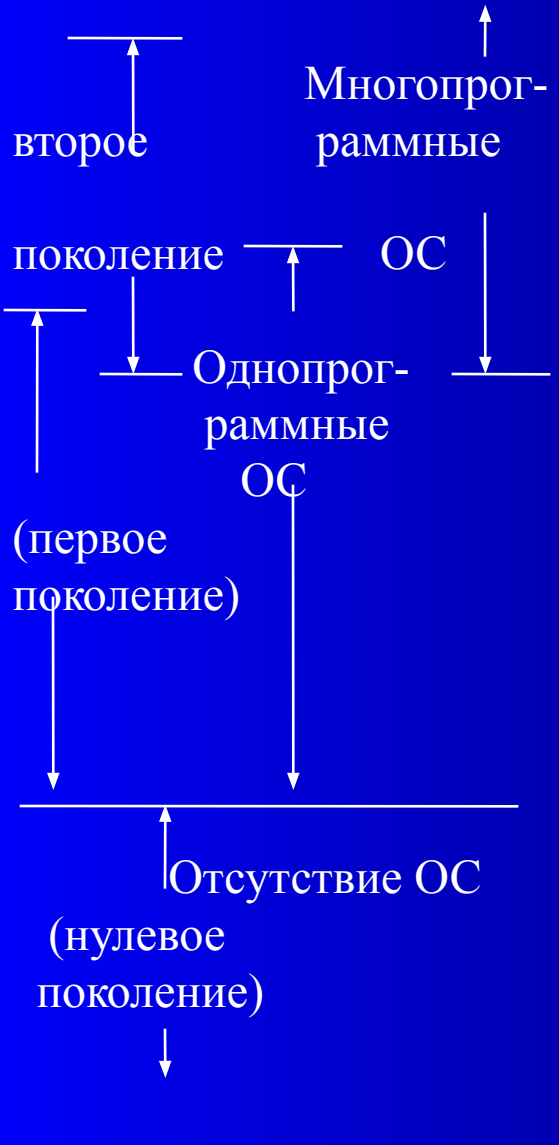 Многопрог-
раммные
второе
поколение
ОС
Однопрог-
раммные
ОС
(первое
поколение)
Отсутствие ОС
(нулевое
поколение)